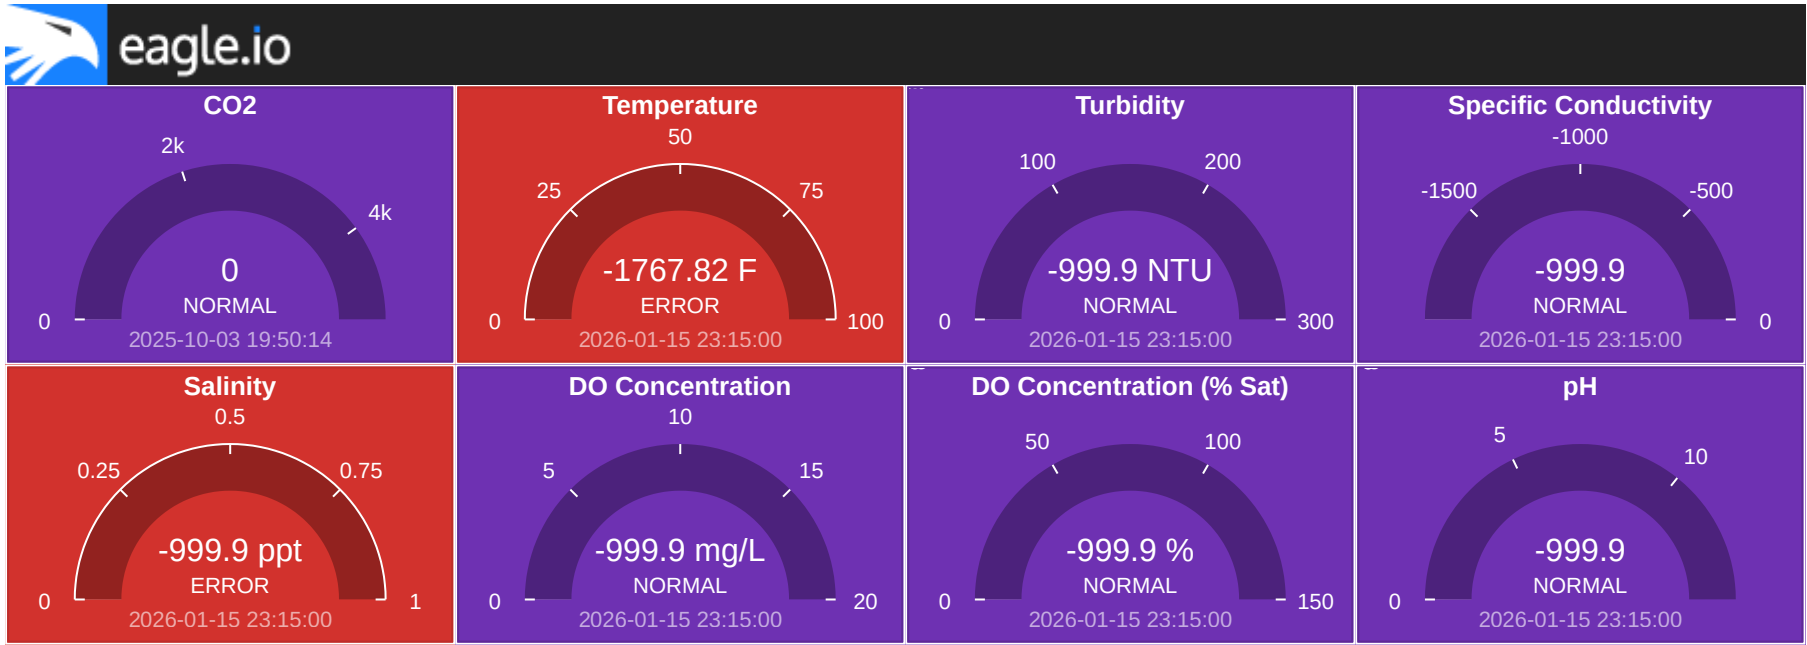 eagle.io
CO2
2k
4k
0
0
NORMAL
2025-10-03 19:50:14
Temperature
50
25
75
-1767.82 F
ERROR
0
100
2026-01-15 23:15:00
Turbidity
100
200
-999.9 NTU
NORMAL
0
300
2026-01-15 23:15:00
Specific Conductivity
-1000
-1500
-500
-999.9
NORMAL
0
2026-01-15 23:15:00
Salinity
0.5
0.25
0.75
-999.9 ppt
ERROR
0
1
2026-01-15 23:15:00
DO Concentration
10
5
15
-999.9 mg/L
NORMAL
0
20
2026-01-15 23:15:00
DO Concentration (% Sat)
50
100
-999.9 %
NORMAL
0
150
2026-01-15 23:15:00
pH
5
10
-999.9
NORMAL
0
2026-01-15 23:15:00